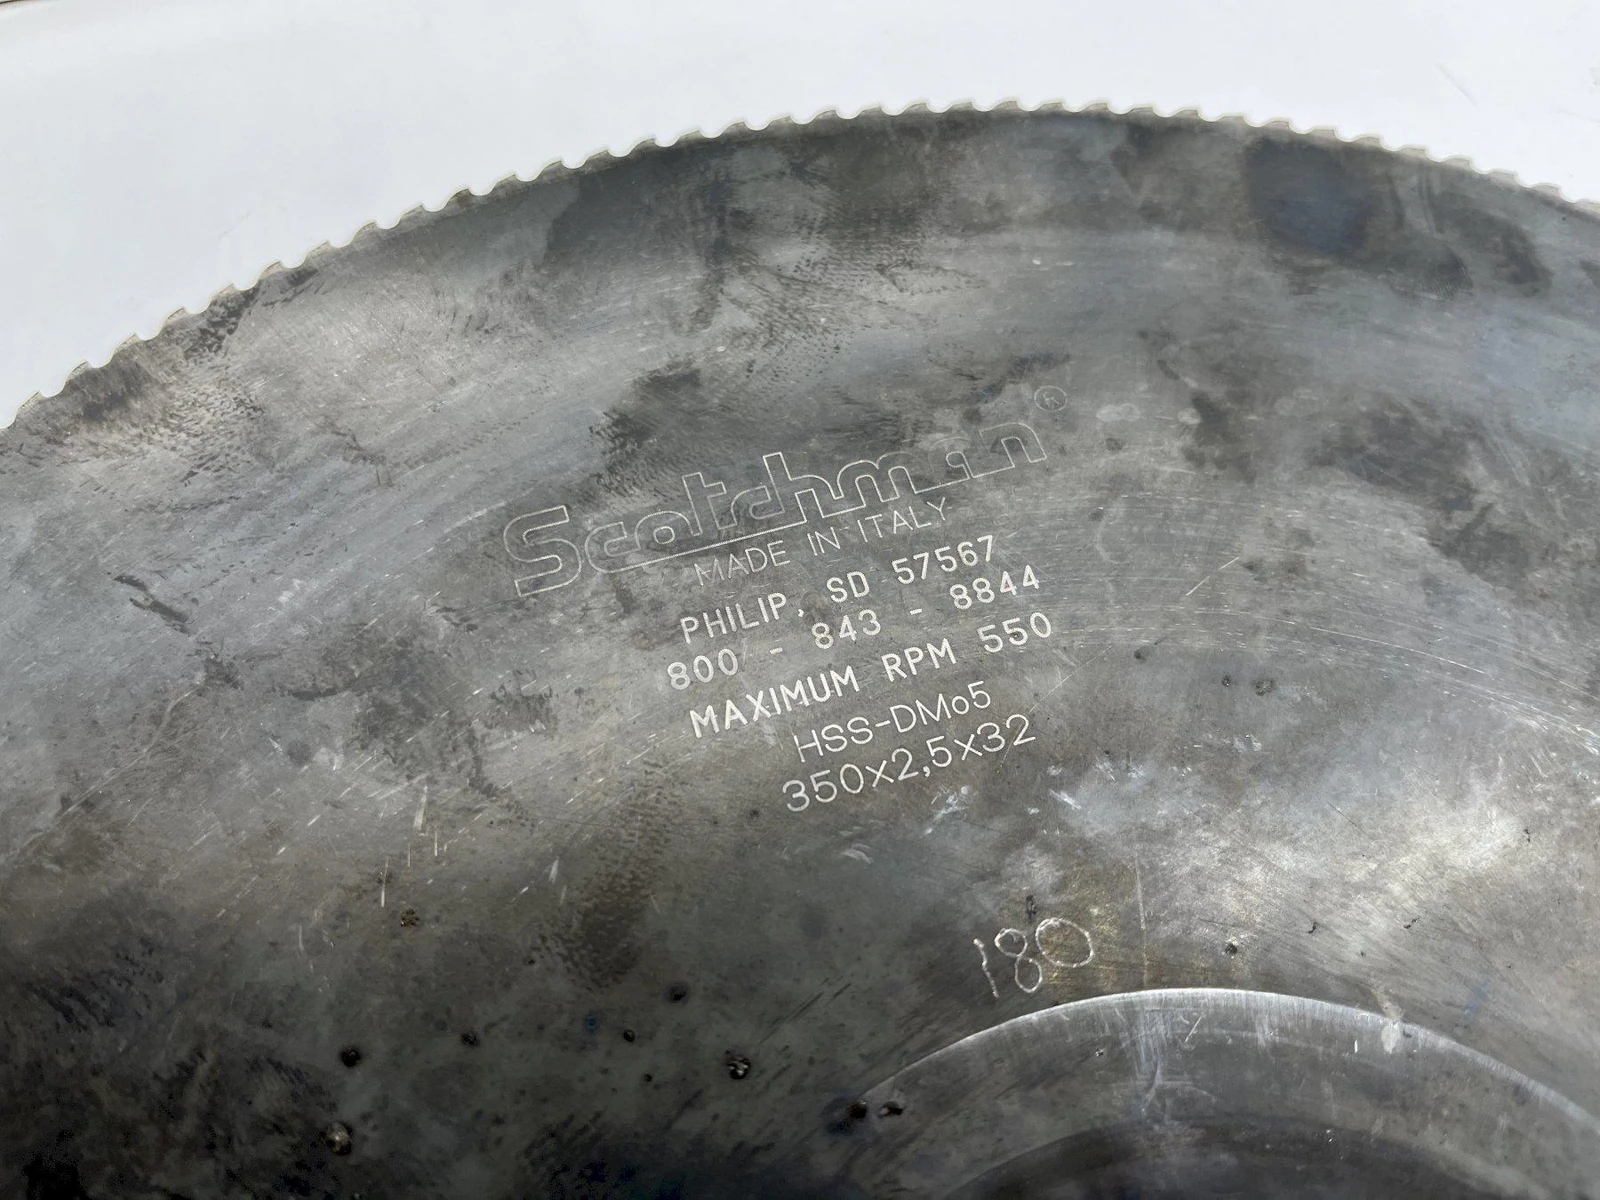 Scotchman®
MADE IN ITALY
PHILIP, SD 57567
800 - 843 - 8844
MAXIMUM RPM 550
HSS-DMo5
350x2,5x32
180